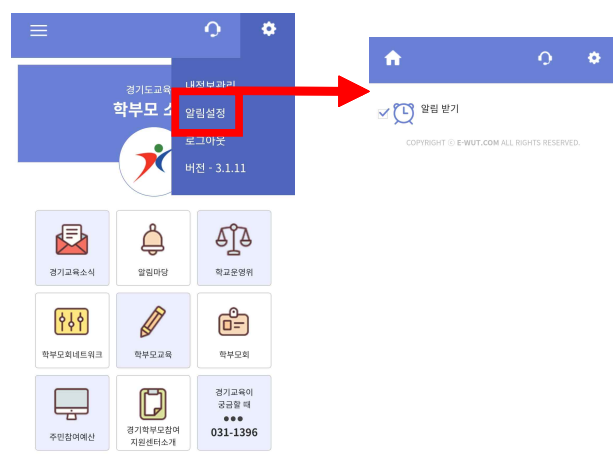 내정보관리
경기도교육
학부모 소
알림설정
로그아웃
버전 - 3.1.11
경기교육소식
알림마당
학교운영위
학부모회네트워크
학부모교육
학부모회
주민참여예산
경기학부모참여
지원센터소개
경기교육이
궁금할 때
031-1396
알림 받기
COPYRIGHT ⓒ E-WUT.COM ALL RIGHTS RESERVED.